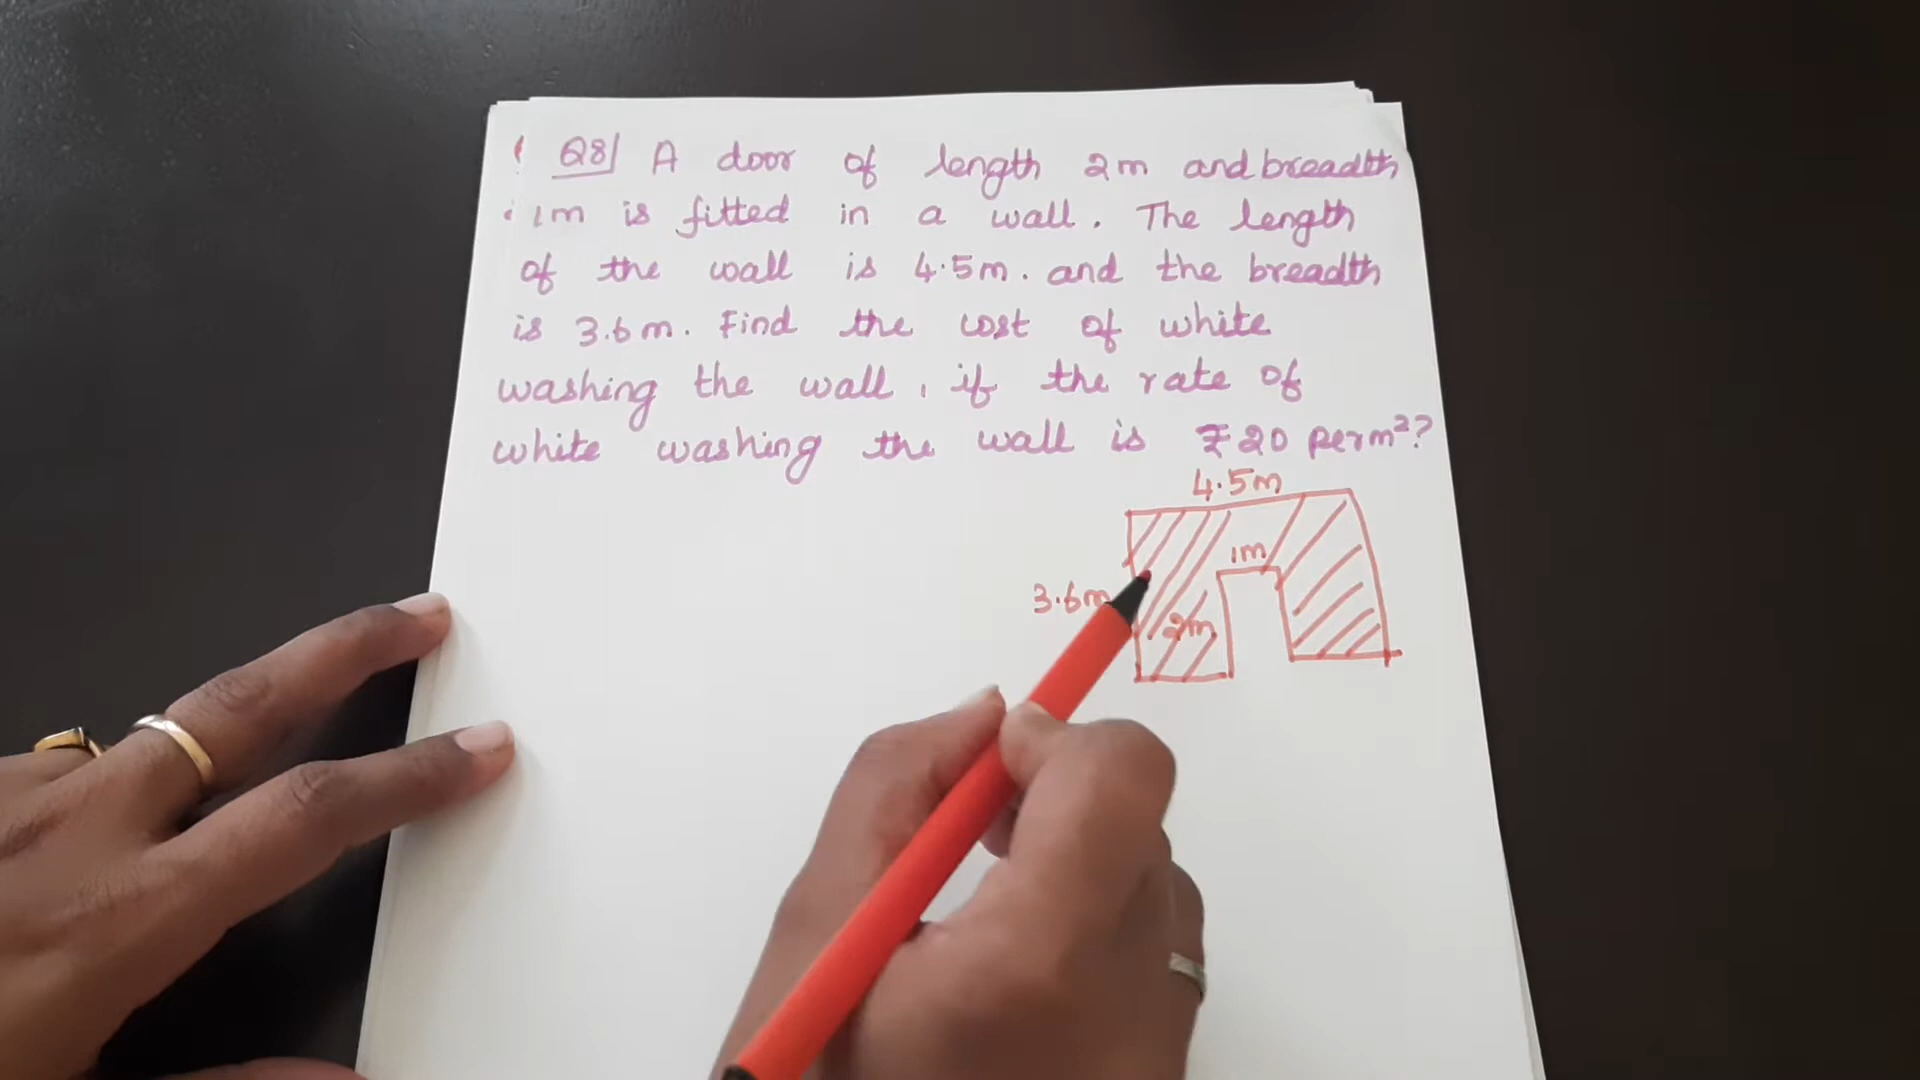 Q8 A door of length 2m and breadth
1m is fitted in a wall. The length
of the wall is 4.5m. and the breadth
is 3.6m. Find the cost of white
washing the wall, if the rate of
white washing the wall is ₹20 per m²?
4.5m
1m
3.6m
2m